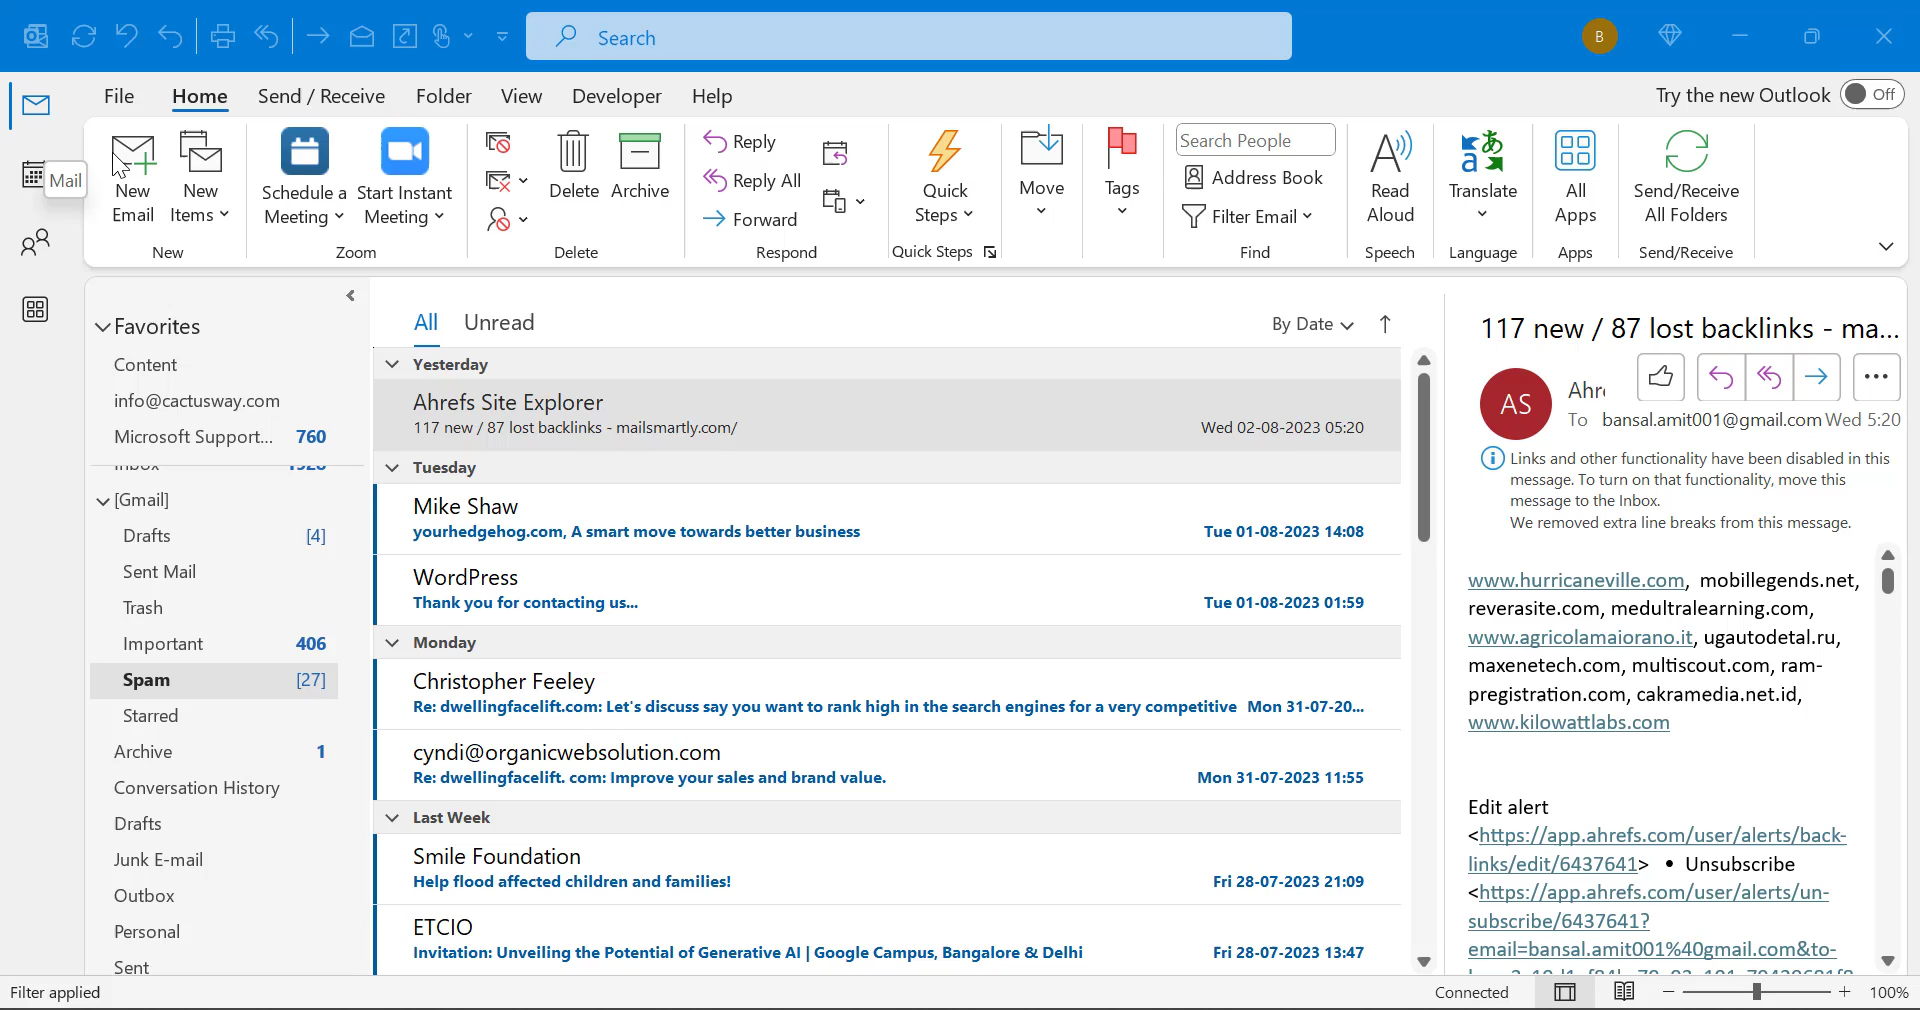 Search
B
File Home Send / Receive Folder View Developer Help
Try the new Outlook Off
Mail
New Email
New Items
New
Schedule a Meeting
Start Instant Meeting
Zoom
Delete
Archive
Delete
Reply
Reply All
Forward
Respond
Quick Steps
Quick Steps
Move
Tags
Search People
Address Book
Filter Email
Find
Read Aloud
Speech
Translate
Language
All Apps
Apps
Send/Receive All Folders
Send/Receive
Favorites
Content
info@cactusway.com
Microsoft Support... 760
Inbox
[Gmail]
Drafts [4]
Sent Mail
Trash
Important 406
Spam [27]
Starred
Archive 1
Conversation History
Drafts
Junk E-mail
Outbox
Personal
Sent
All Unread By Date
Yesterday
Ahrefs Site Explorer
117 new / 87 lost backlinks - mailsmartly.com/ Wed 02-08-2023 05:20
Tuesday
Mike Shaw
yourhedgehog.com, A smart move towards better business Tue 01-08-2023 14:08
WordPress
Thank you for contacting us... Tue 01-08-2023 01:59
Monday
Christopher Feeley
Re: dwellingfacelift.com: Let's discuss say you want to rank high in the search engines for a very competitive Mon 31-07-20...
cyndi@organicwebsolution.com
Re: dwellingfacelift. com: Improve your sales and brand value. Mon 31-07-2023 11:55
Last Week
Smile Foundation
Help flood affected children and families! Fri 28-07-2023 21:09
ETCIO
Invitation: Unveiling the Potential of Generative AI | Google Campus, Bangalore & Delhi Fri 28-07-2023 13:47
117 new / 87 lost backlinks - ma...
AS
Ahr
To bansal.amit001@gmail.com Wed 5:20
Links and other functionality have been disabled in this
message. To turn on that functionality, move this
message to the Inbox.
We removed extra line breaks from this message.
www.hurricaneville.com, mobillegends.net,
reverasite.com, medultralearning.com,
www.agricolamaiorano.it, ugautodetal.ru,
maxenetech.com, multiscout.com, ram-
pregistration.com, cakramedia.net.id,
www.kilowattlabs.com
Edit alert
<https://app.ahrefs.com/user/alerts/back-
links/edit/6437641> • Unsubscribe
<https://app.ahrefs.com/user/alerts/un-
subscribe/6437641?
email=bansal.amit001%40gmail.com&to-
Filter applied
Connected
100%